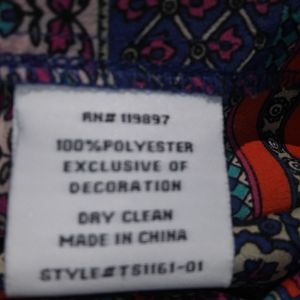 RN# 119897
100%POLYESTER
EXCLUSIVE OF
DECORATION
DRY CLEAN
MADE IN CHINA
STYLE#TS1161-01